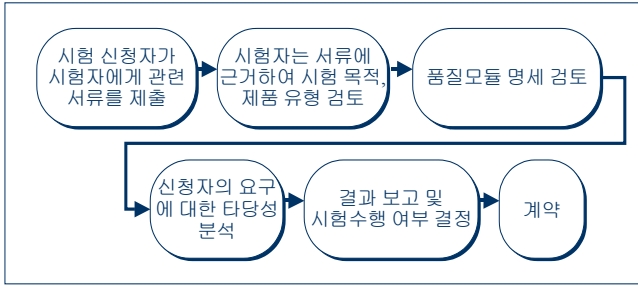 시험 신청자가
시험자에게 관련
서류를 제출
시험자는 서류에
근거하여 시험 목적,
제품 유형 검토
품질모듈 명세 검토
신청자의 요구
에 대한 타당성
분석
결과 보고 및
시험수행 여부 결정
계약